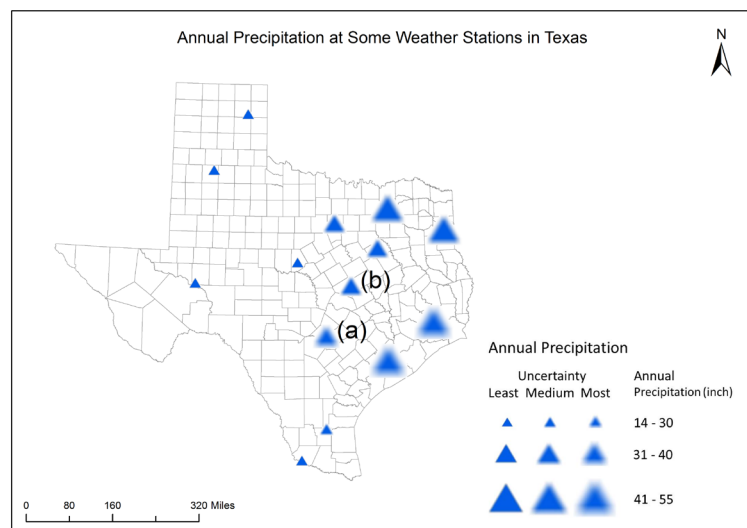 Annual Precipitation at Some Weather Stations in Texas
N
(b)
(a)
Annual Precipitation
Uncertainty
Annual
Least Medium Most
Precipitation (inch)
14 - 30
31 - 40
41 - 55
0 80 160 320 Miles